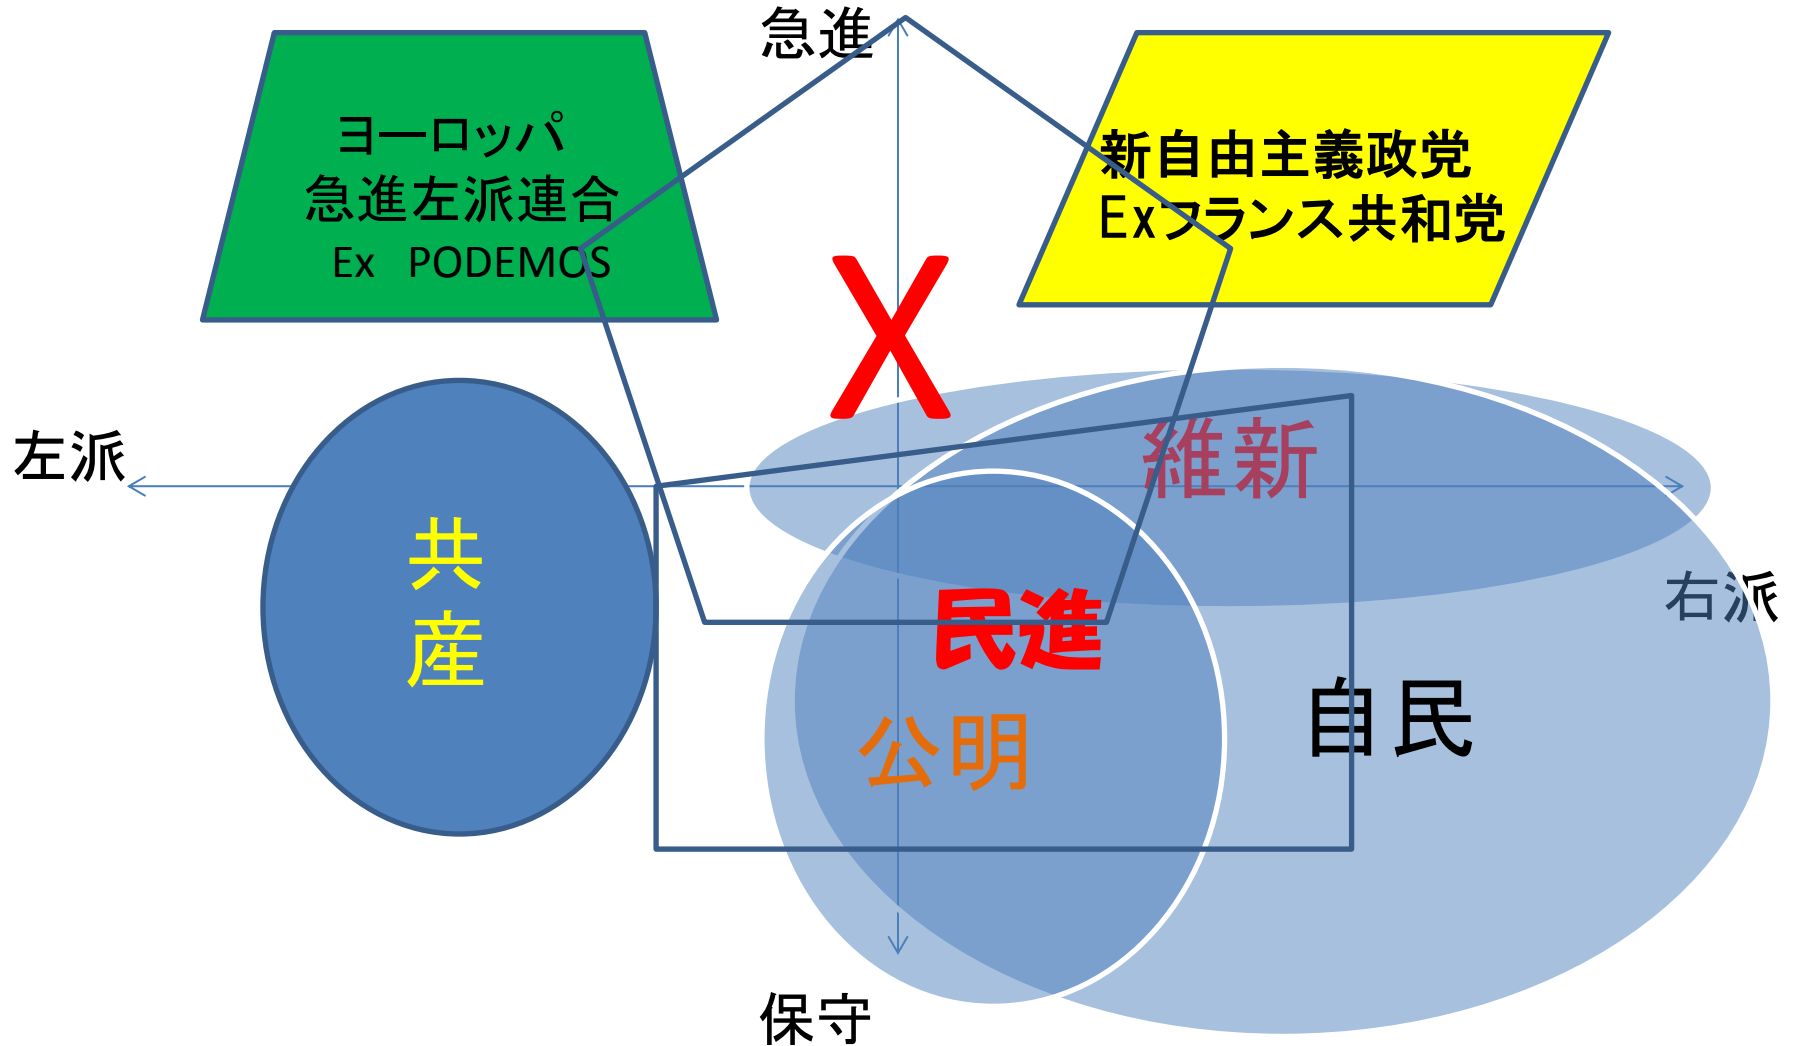 急進
ヨーロッパ
急進左派連合
Ex PODEMOS
新自由主義政党
Exフランス共和党
X
左派
維新
共
産
民進
右派
自民
公明
保守